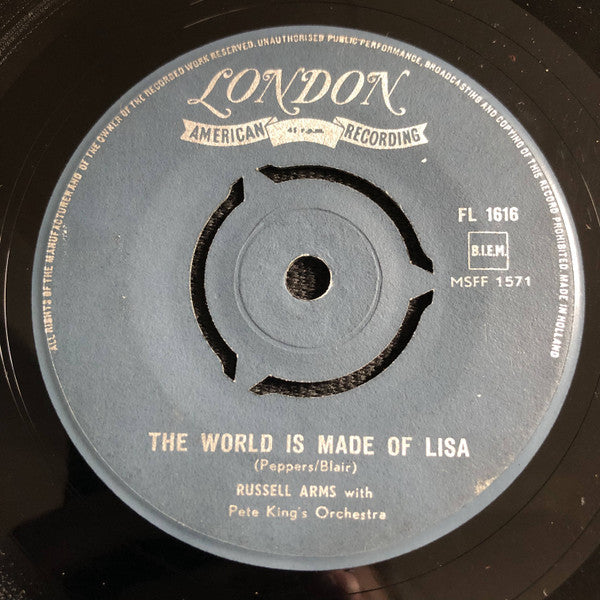 ALL RIGHTS OF THE MANUFACTURER AND OF THE OWNER OF THE RECORDED WORK RESERVED. UNAUTHORISED PUBLIC PERFORMANCE, BROADCASTING AND COPYING OF THIS RECORD PROHIBITED. MADE IN HOLLAND
LONDON
AMERICAN 45 r.p.m. RECORDING
FL 1616
B.I.E.M.
MSFF 1571
THE WORLD IS MADE OF LISA
(Peppers/Blair)
RUSSELL ARMS with
Pete King's Orchestra